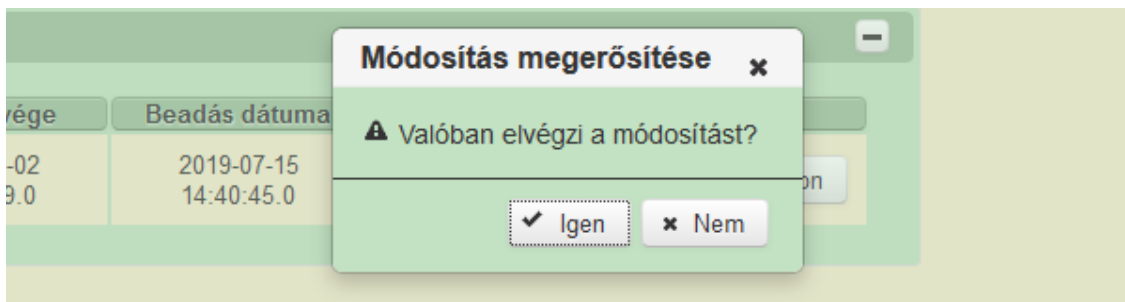 Módosítás megerősítése
vége Beadás dátuma
Valóban elvégzi a módosítást?
-02 2019-07-15
9.0 14:40:45.0
Igen Nem